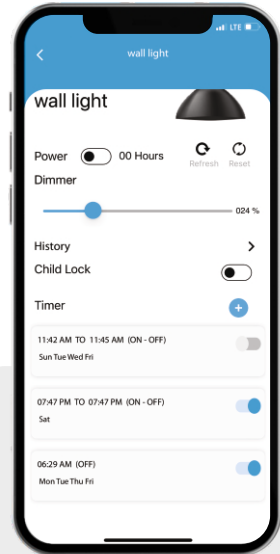 LTE
wall light
wall light
Power 00 Hours
Refresh Reset
Dimmer
024 %
History
Child Lock
Timer
11:42 AM TO 11:45 AM (ON - OFF)
Sun Tue Wed Fri
07:47 PM TO 07:47 PM (ON - OFF)
Sat
06:29 AM (OFF)
Mon Tue Thu Fri